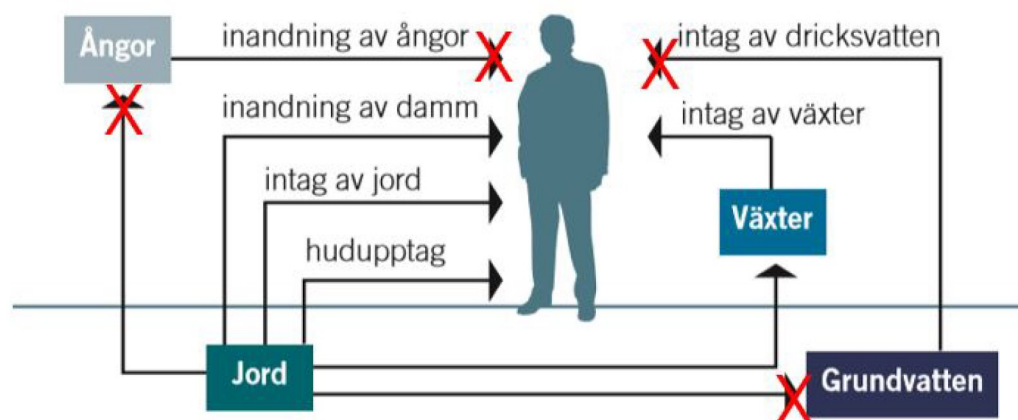 Ångor
inandning av ångor
intag av dricksvatten
inandning av damm
intag av växter
intag av jord
Växter
hudupptag
Jord
Grundvatten